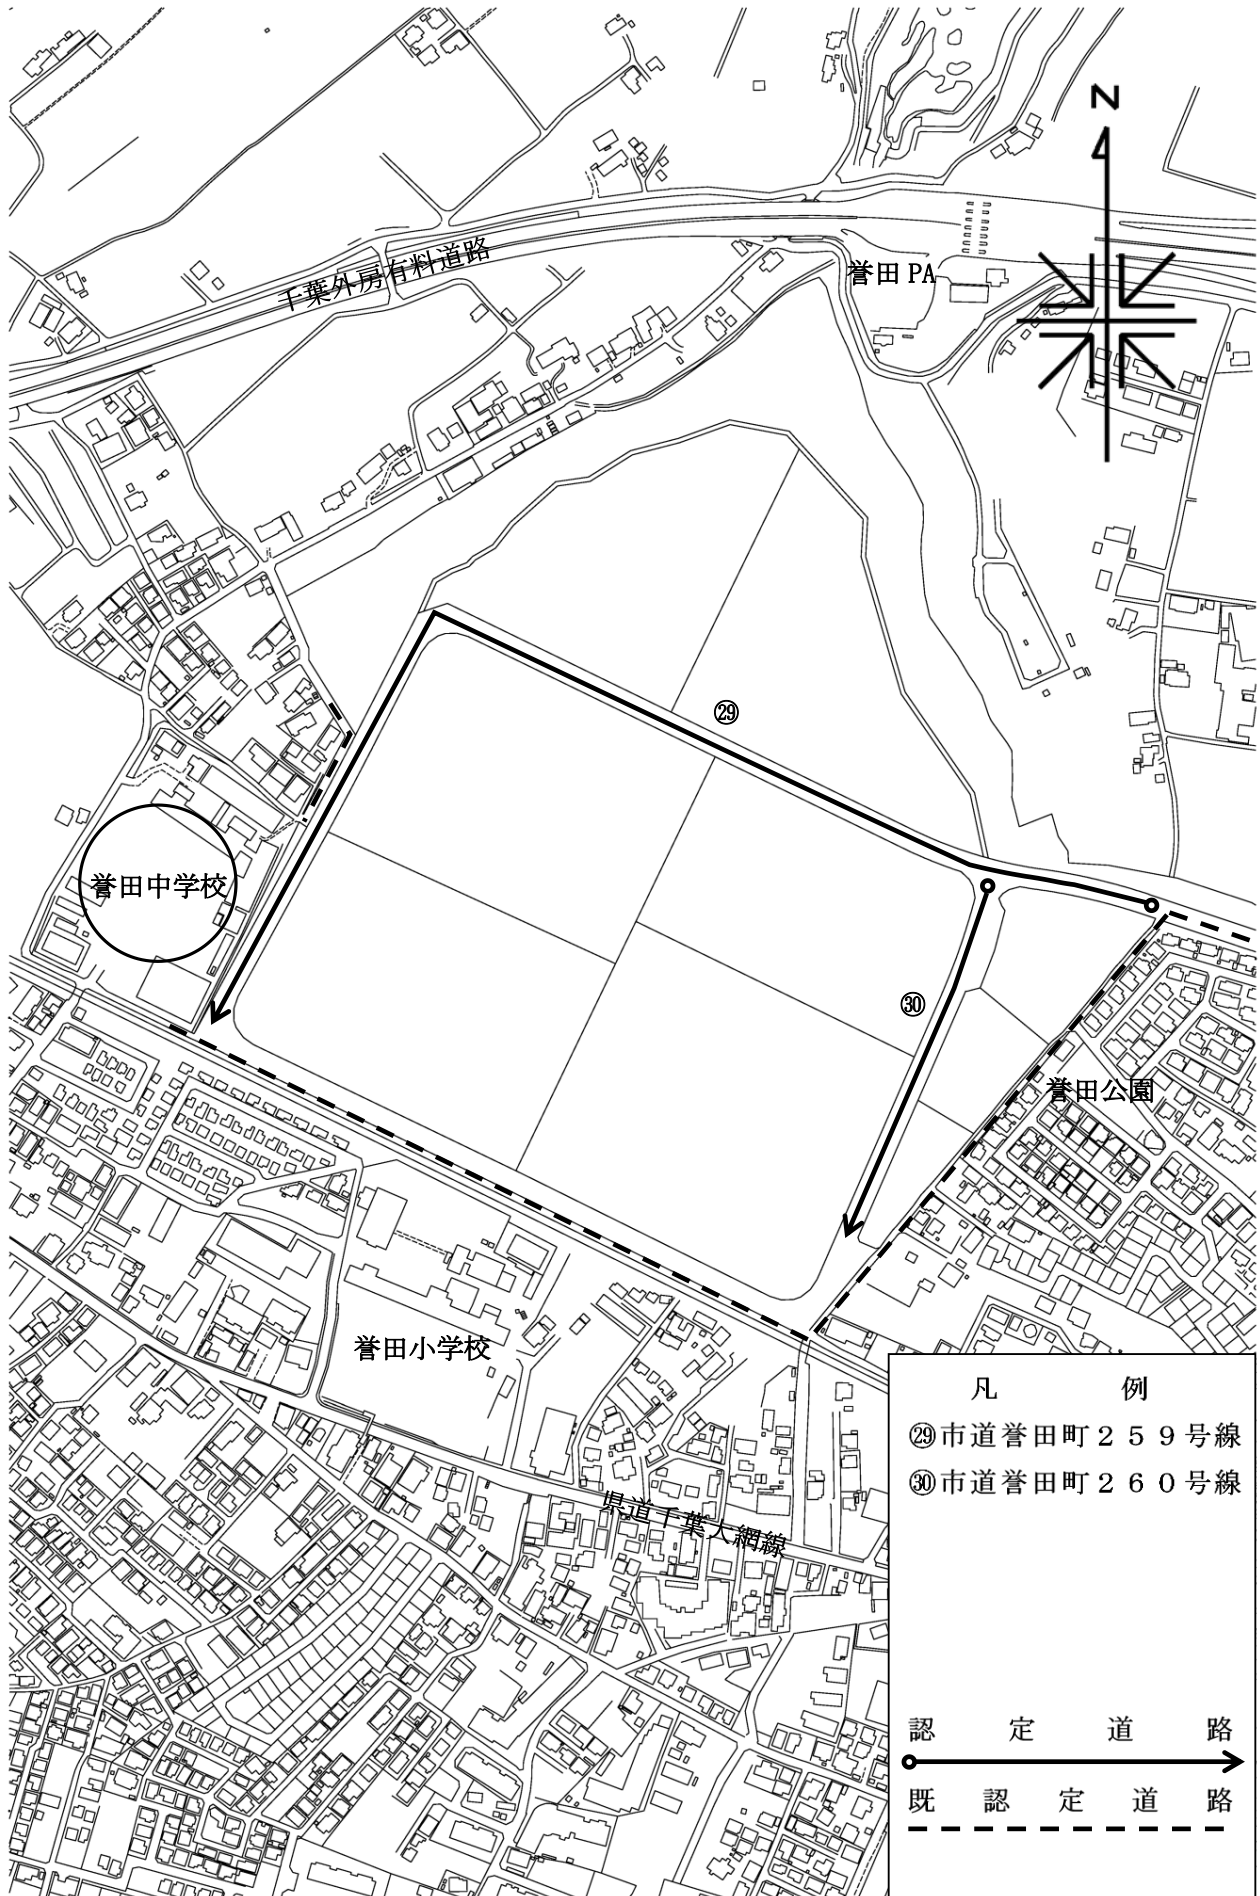 N
千葉外房有料道路
誉田 PA
㉙
誉田中学校
㉚
誉田公園
誉田小学校
県道千葉大網線
凡 例
㉙市道誉田町２５９号線
㉚市道誉田町２６０号線
認 定 道 路
既 認 定 道 路